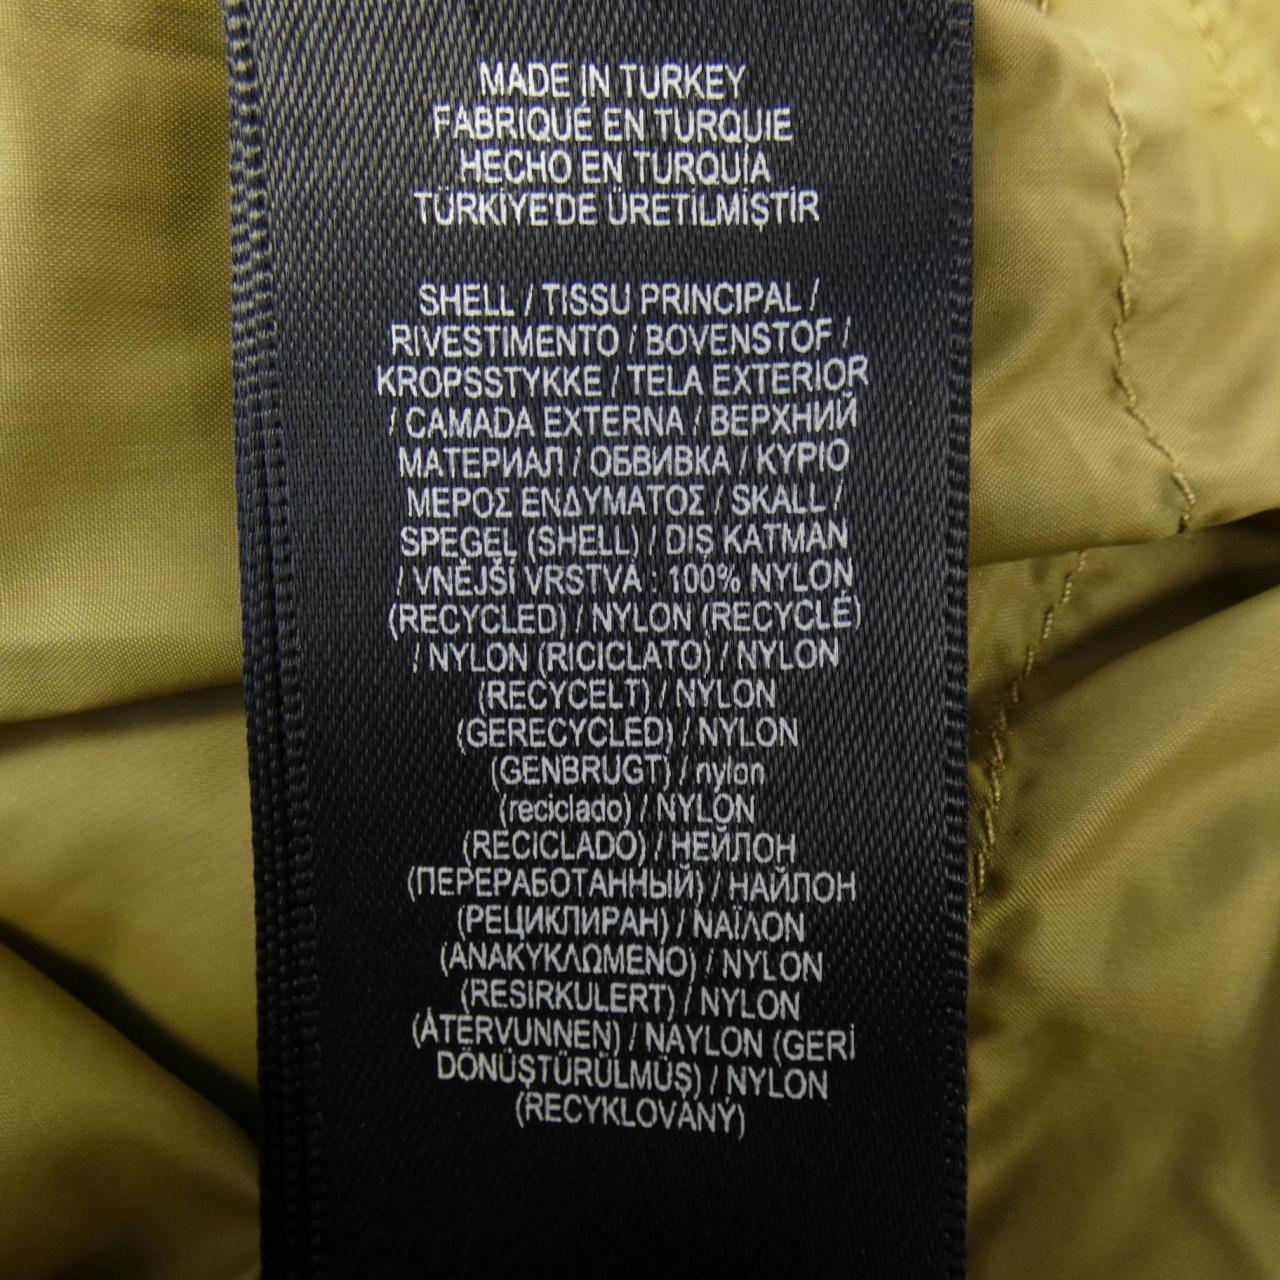 MADE IN TURKEY
FABRIQUÉ EN TURQUIE
HECHO EN TURQUÍA
TÜRKİYE'DE ÜRETİLMİŞTİR
SHELL / TISSU PRINCIPAL /
RIVESTIMENTO / BOVENSTOF /
KROPSSTYKKE / TELA EXTERIOR
/ CAMADA EXTERNA / ВЕРХНИЙ
МАТЕРИАЛ / ОБВИВКА / ΚΥΡΙΟ
ΜΕΡΟΣ ΕΝΔΥΜΑΤΟΣ / SKALL /
SPEGEL (SHELL) / DIŞ KATMAN
/ VNĚJŠÍ VRSTVA : 100% NYLON
(RECYCLED) / NYLON (RECYCLÉ)
/ NYLON (RICICLATO) / NYLON
(RECYCELT) / NYLON
(GERECYCLED) / NYLON
(GENBRUGT) / nylon
(reciclado) / NYLON
(RECICLADO) / НЕЙЛОН
(ПЕРЕРАБОТАННЫЙ) / НАЙЛОН
(РЕЦИКЛИРАН) / ΝΑΪΛΟΝ
(ΑΝΑΚΥΚΛΩΜΕΝΟ) / NYLON
(RESIRKULERT) / NYLON
(ÅTERVUNNEN) / NAYLON (GERİ
DÖNÜŞTÜRÜLMÜŞ) / NYLON
(RECYKLOVANÝ)